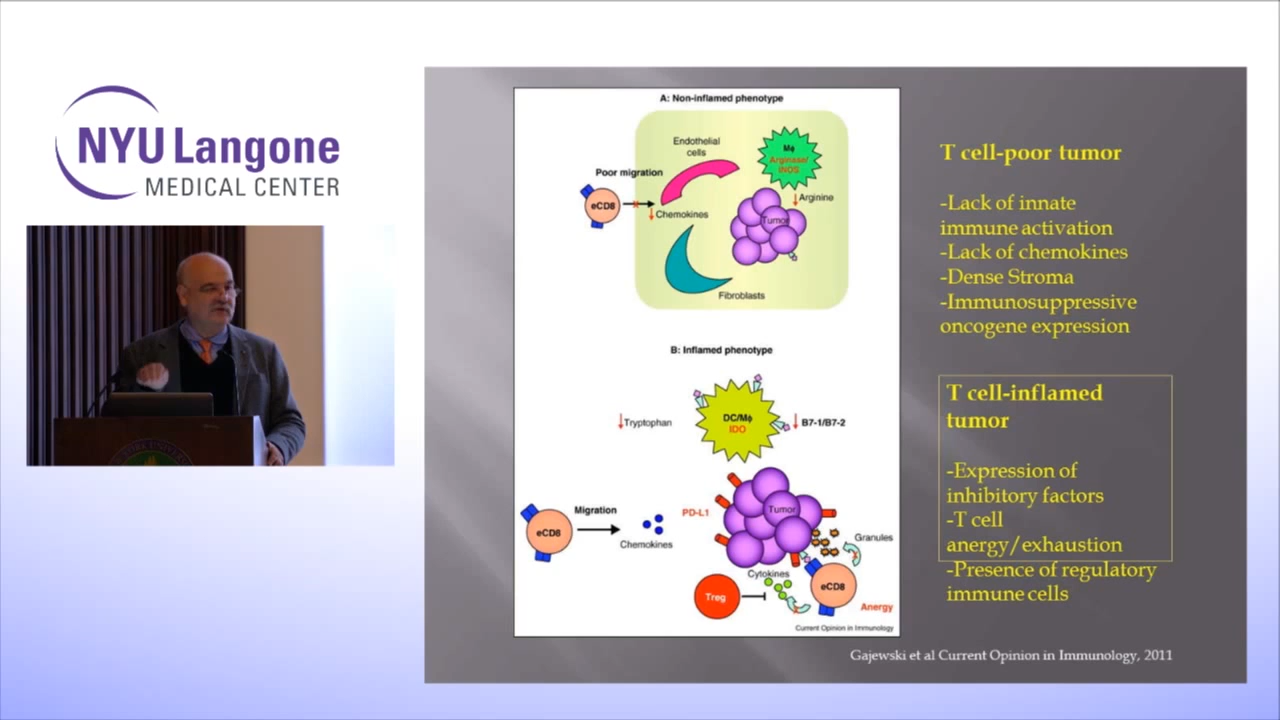 NYU Langone
MEDICAL CENTER
A: Non-inflamed phenotype
Endothelial
cells
Mϕ
Arginase/
iNOS
Poor migration
eCD8
Chemokines
Arginine
Tumor
Fibroblasts
B: Inflamed phenotype
Tryptophan
DC/Mϕ
IDO
B7-1/B7-2
Migration
eCD8
Chemokines
PD-L1
Tumor
Granules
Cytokines
Treg
eCD8
Anergy
Current Opinion in Immunology
T cell-poor tumor
-Lack of innate
immune activation
-Lack of chemokines
-Dense Stroma
-Immunosuppressive
oncogene expression
T cell-inflamed
tumor
-Expression of
inhibitory factors
-T cell
anergy/exhaustion
-Presence of regulatory
immune cells
Gajewski et al Current Opinion in Immunology, 2011